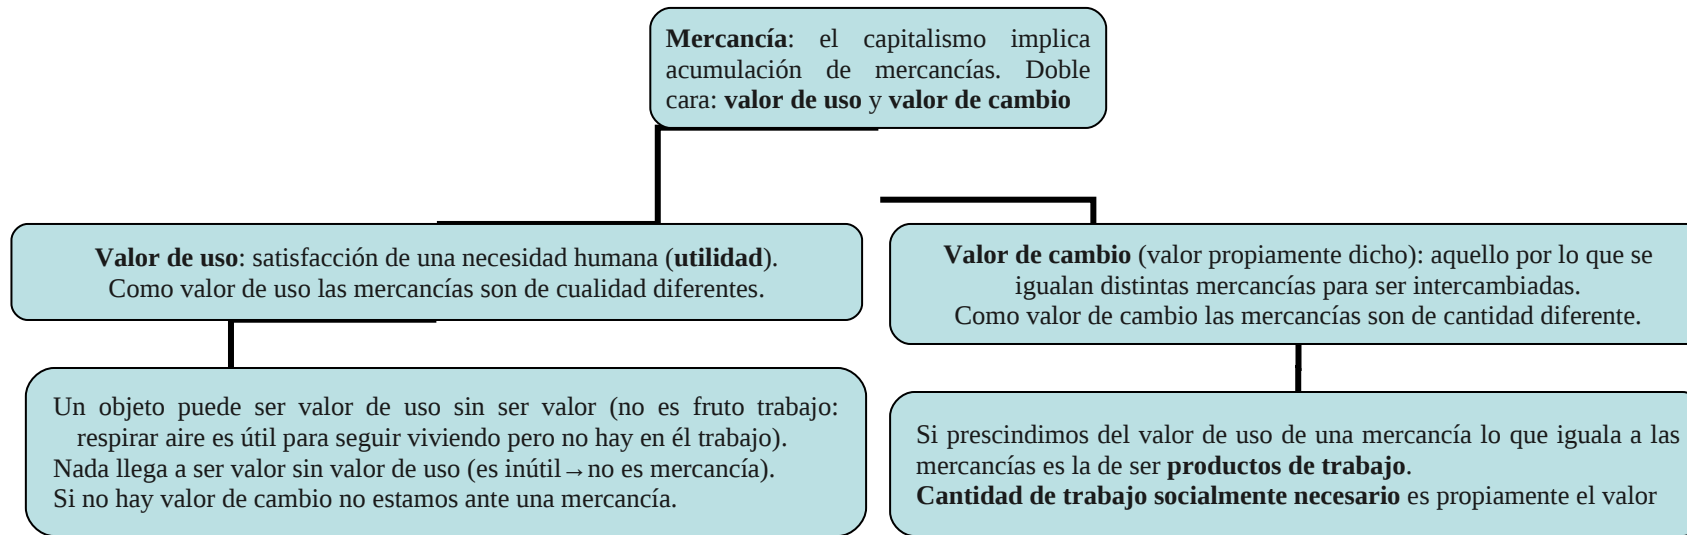 Mercancía: el capitalismo implica
acumulación de mercancías. Doble
cara: valor de uso y valor de cambio
Valor de uso: satisfacción de una necesidad humana (utilidad).
Como valor de uso las mercancías son de cualidad diferentes.
Valor de cambio (valor propiamente dicho): aquello por lo que se
igualan distintas mercancías para ser intercambiadas.
Como valor de cambio las mercancías son de cantidad diferente.
Un objeto puede ser valor de uso sin ser valor (no es fruto trabajo:
respirar aire es útil para seguir viviendo pero no hay en él trabajo).
Nada llega a ser valor sin valor de uso (es inútil→no es mercancía).
Si no hay valor de cambio no estamos ante una mercancía.
Si prescindimos del valor de uso de una mercancía lo que iguala a las
mercancías es la de ser productos de trabajo.
Cantidad de trabajo socialmente necesario es propiamente el valor